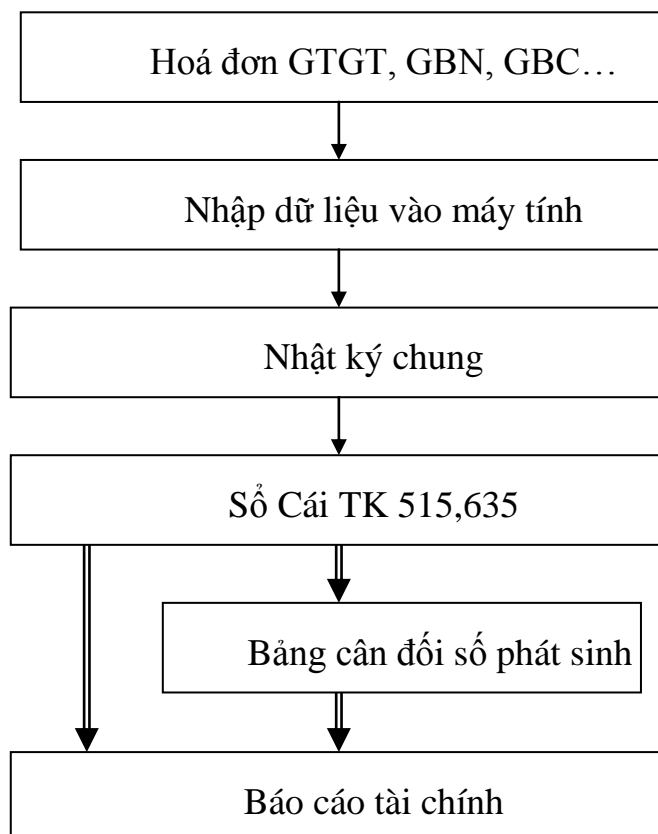 Hoá đơn GTGT, GBN, GBC…
Nhập dữ liệu vào máy tính
Nhật ký chung
Sổ Cái TK 515,635
Bảng cân đối số phát sinh
Báo cáo tài chính